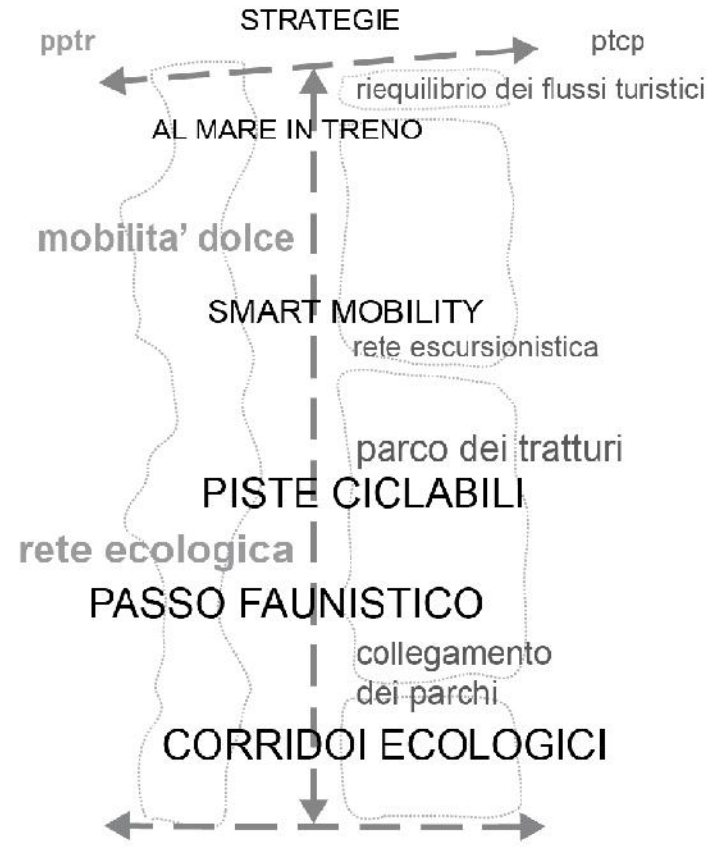 STRATEGIE
pptr
ptcp
riequilibrio dei flussi turistici
AL MARE IN TRENO
mobilita' dolce
SMART MOBILITY
rete escursionistica
parco dei tratturi
PISTE CICLABILI
rete ecologica
PASSO FAUNISTICO
collegamento
dei parchi
CORRIDOI ECOLOGICI